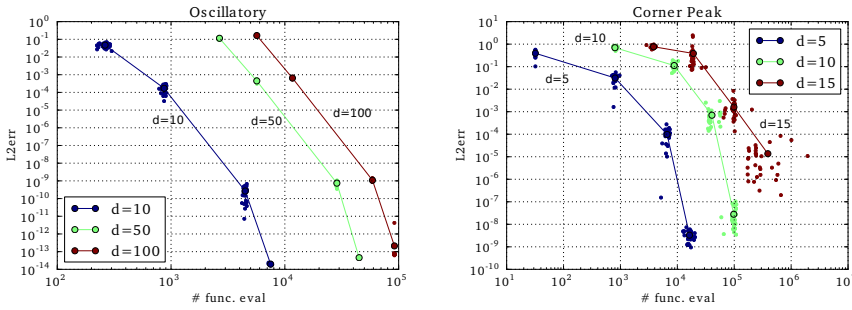 Oscillatory
10^1
10^0
10^-1
10^-2
10^-3
10^-4
10^-5
10^-6
10^-7
10^-8
10^-9
10^-10
10^-11
10^-12
10^-13
10^-14
L2err
d=10
d=50
d=100
d=10
d=50
d=100
10^2
10^3
10^4
10^5
# func. eval
Corner Peak
10^1
10^0
10^-1
10^-2
10^-3
10^-4
10^-5
10^-6
10^-7
10^-8
10^-9
10^-10
L2err
d=10
d=5
d=15
d=5
d=10
d=15
10^1
10^2
10^3
10^4
10^5
10^6
10
# func. eval